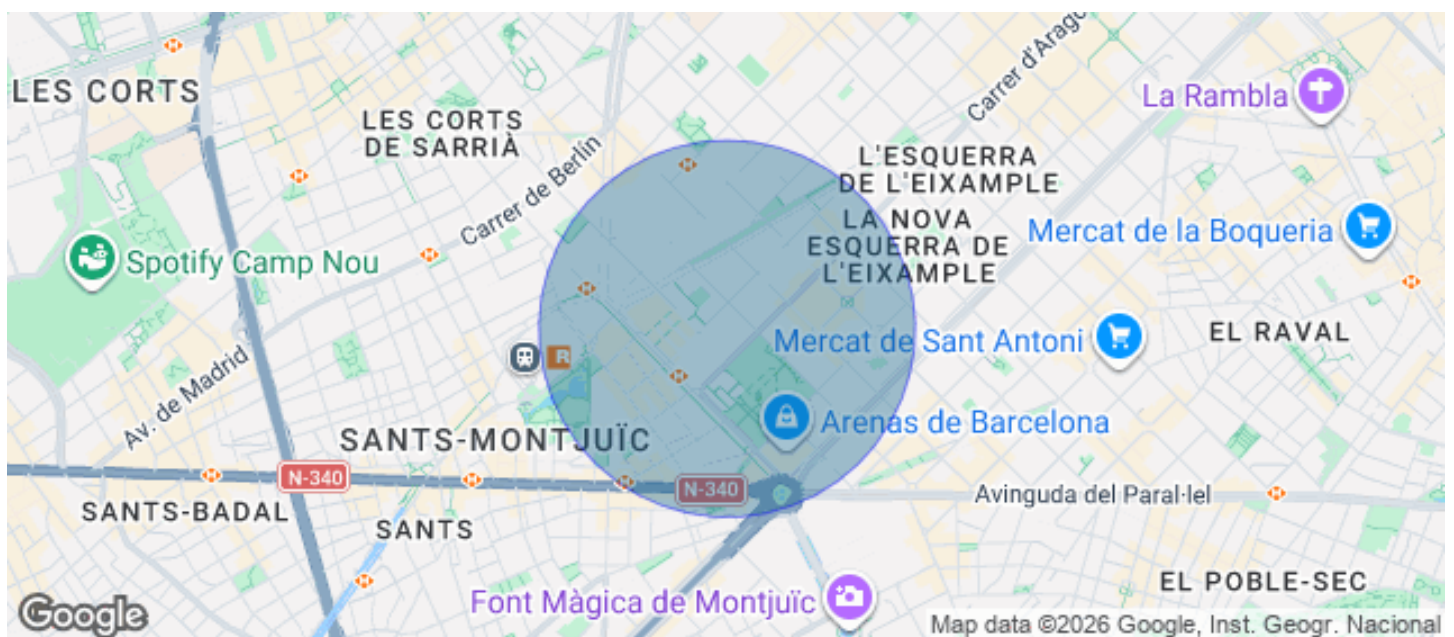 LES CORTS
LES CORTS
DE SARRIÀ
Carrer de Berlín
Carrer d'Arago
La Rambla
L'ESQUERRA
DE L'EIXAMPLE
LA NOVA
ESQUERRA DE
L'EIXAMPLE
Mercat de la Boqueria
Spotify Camp Nou
Mercat de Sant Antoni
EL RAVAL
R
Av. de Madrid
Arenas de Barcelona
SANTS-MONTJUÏC
N-340
N-340
Avinguda del Paral·lel
SANTS-BADAL
SANTS
EL POBLE-SEC
Font Màgica de Montjuïc
Google
Map data ©2026 Google, Inst. Geogr. Nacional